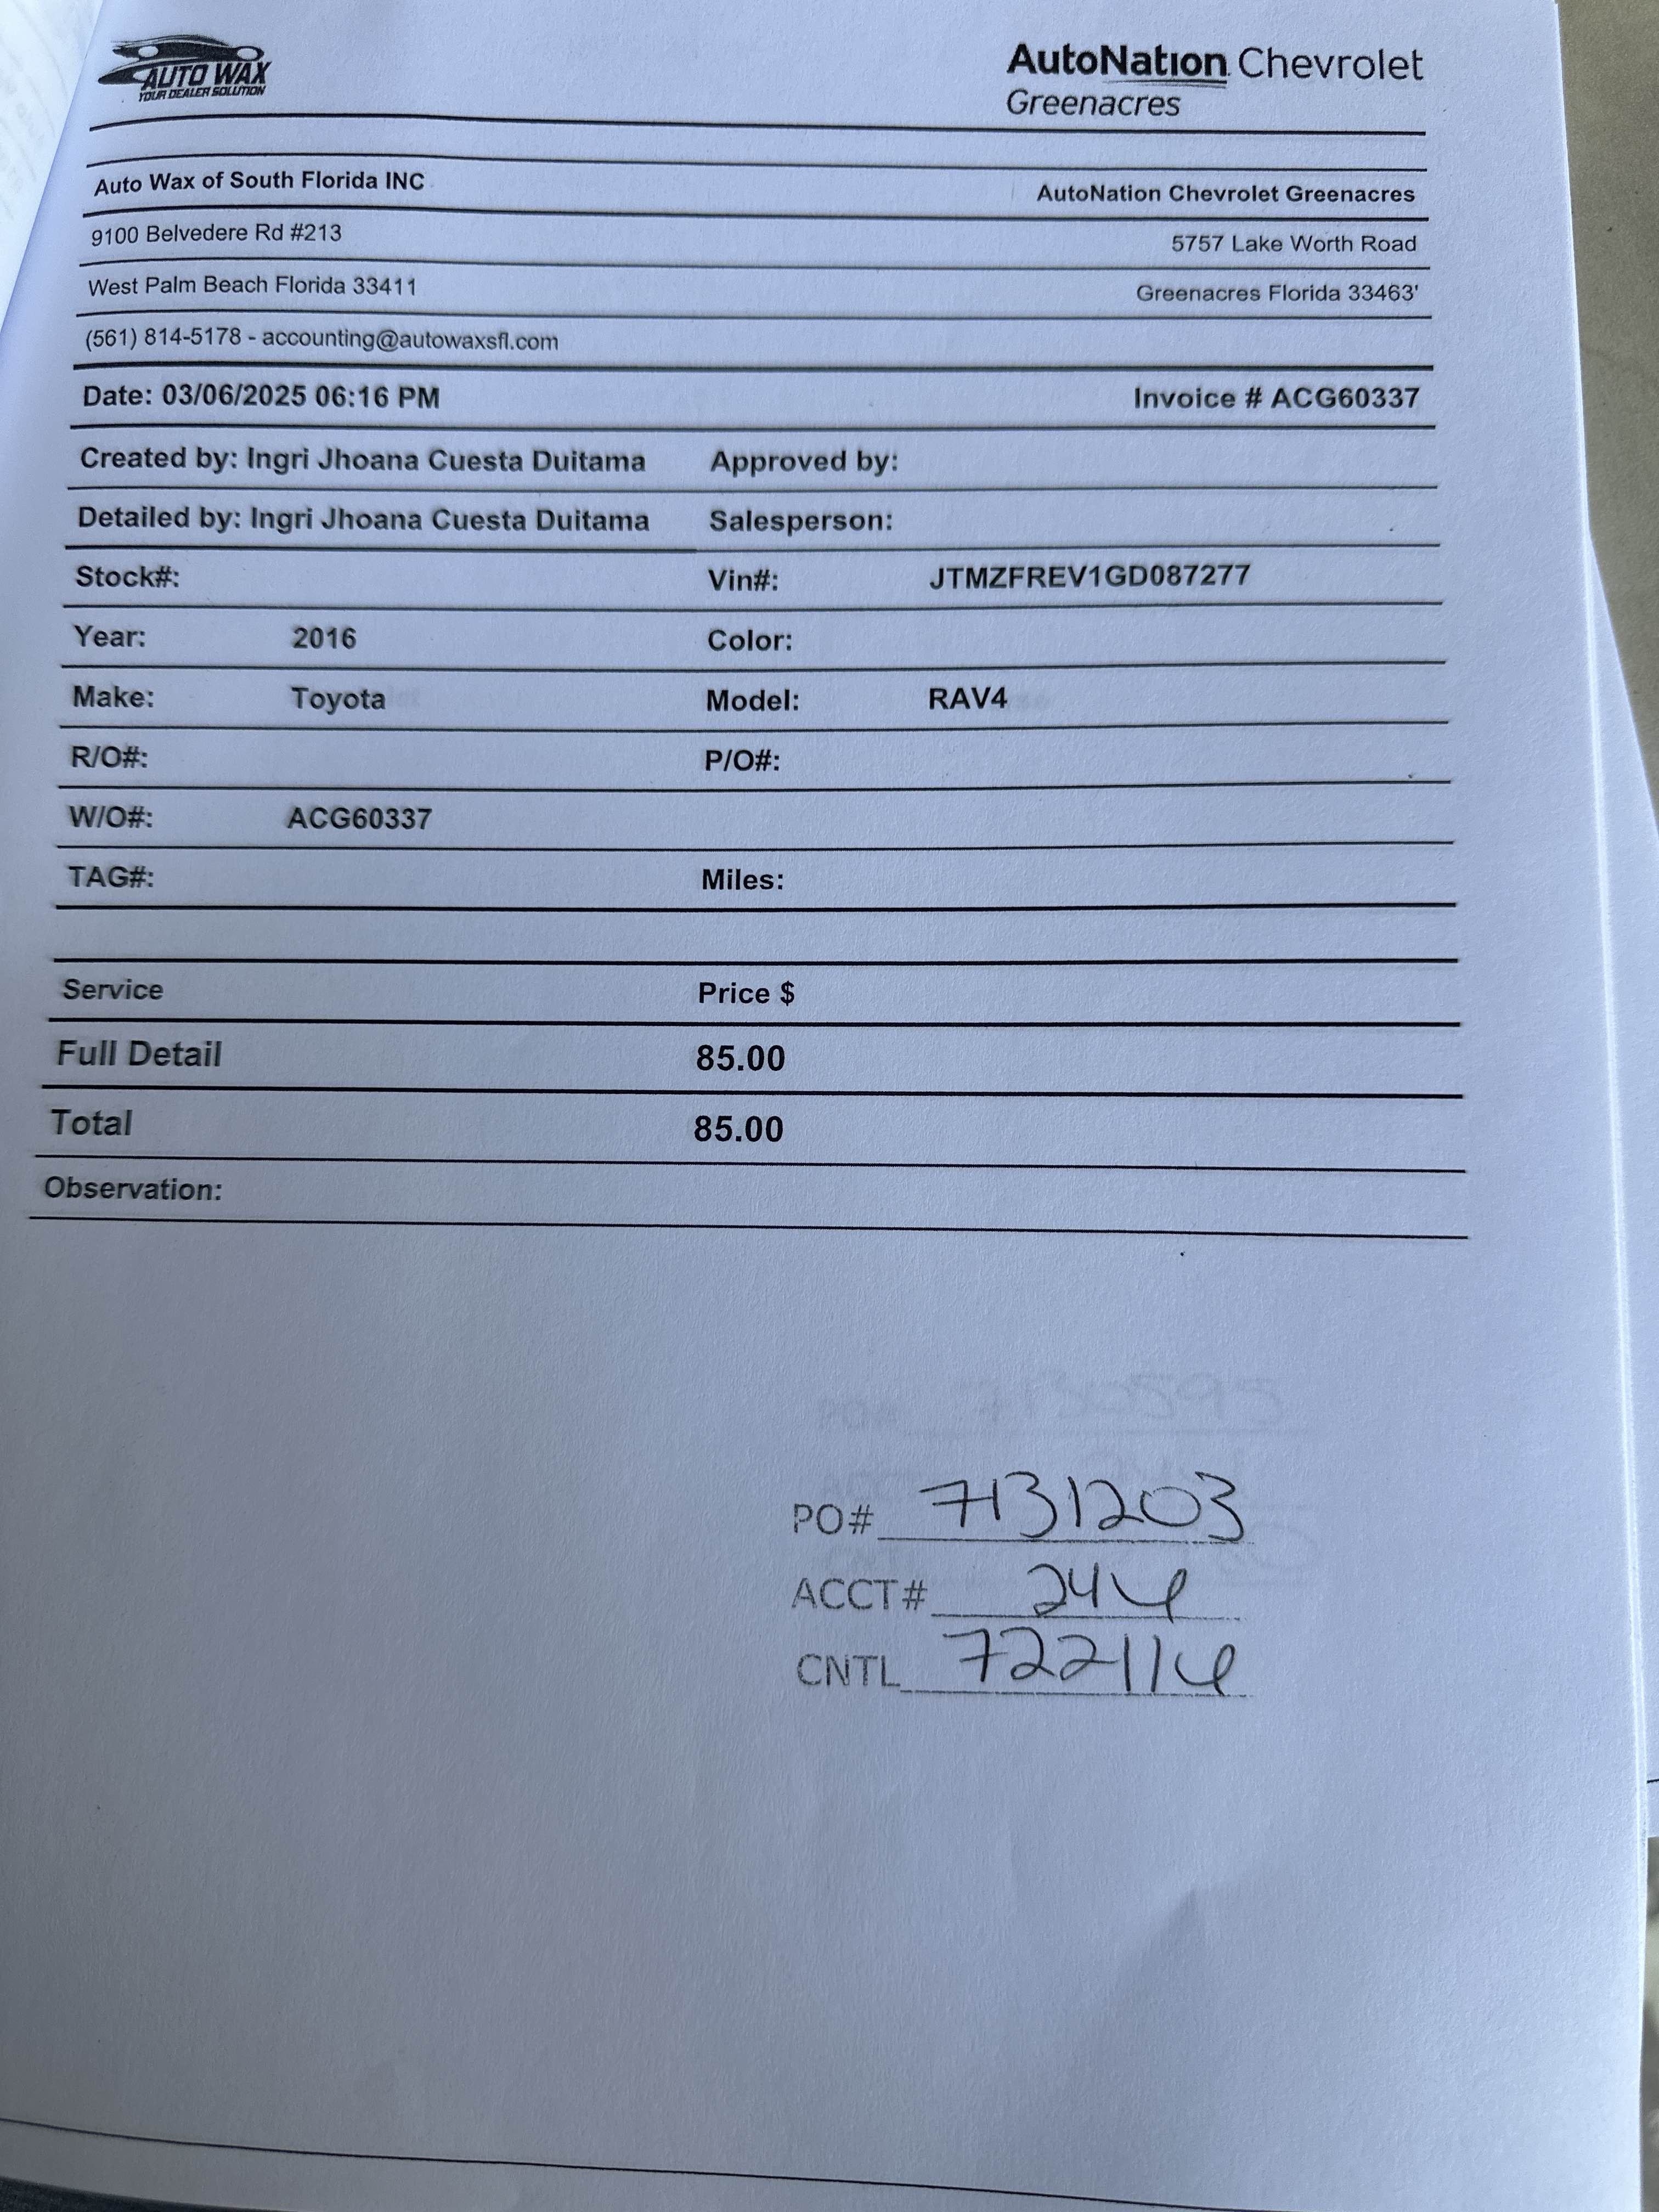 AUTO WAX
YOUR DEALER SOLUTION
AutoNation Chevrolet
Greenacres
Auto Wax of South Florida INC
AutoNation Chevrolet Greenacres
9100 Belvedere Rd #213
5757 Lake Worth Road
West Palm Beach Florida 33411
Greenacres Florida 33463'
(561) 814-5178 - accounting@autowaxsfl.com
Date: 03/06/2025 06:16 PM Invoice # ACG60337
Created by: Ingri Jhoana Cuesta Duitama Approved by:
Detailed by: Ingri Jhoana Cuesta Duitama Salesperson:
Stock#: Vin#: JTMZFREV1GD087277
Year: 2016 Color:
Make: Toyota Model: RAV4
R/O#: P/O#:
W/O#: ACG60337
TAG#: Miles:
Service Price $
Full Detail 85.00
Total 85.00
Observation:
PO# 7131203
ACCT# 246
CNTL 722116